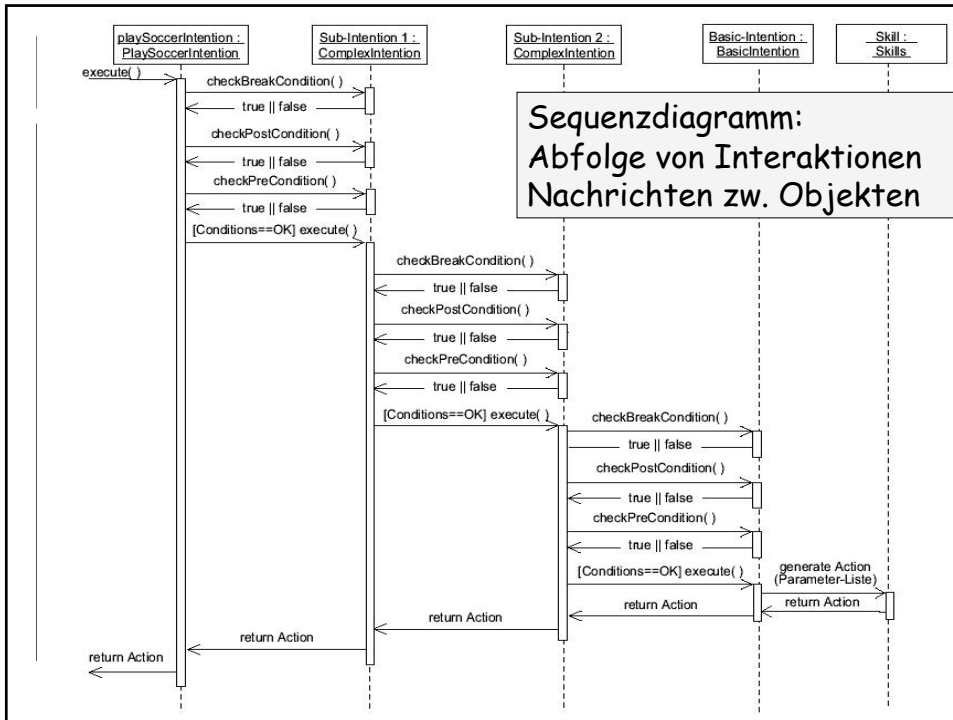 playSoccerIntention :
PlaySoccerIntention
Sub-Intention 1 :
ComplexIntention
Sub-Intention 2 :
ComplexIntention
Basic-Intention :
BasicIntention
Skill :
Skills
execute( )
checkBreakCondition( )
true || false
checkPostCondition( )
true || false
checkPreCondition( )
true || false
[Conditions==OK] execute( )
Sequenzdiagramm:
Abfolge von Interaktionen
Nachrichten zw. Objekten
checkBreakCondition( )
true || false
checkPostCondition( )
true || false
checkPreCondition( )
true || false
[Conditions==OK] execute( )
checkBreakCondition( )
true || false
checkPostCondition( )
true || false
checkPreCondition( )
true || false
[Conditions==OK] execute( )
generate Action
(Parameter-Liste)
return Action
return Action
return Action
return Action
return Action